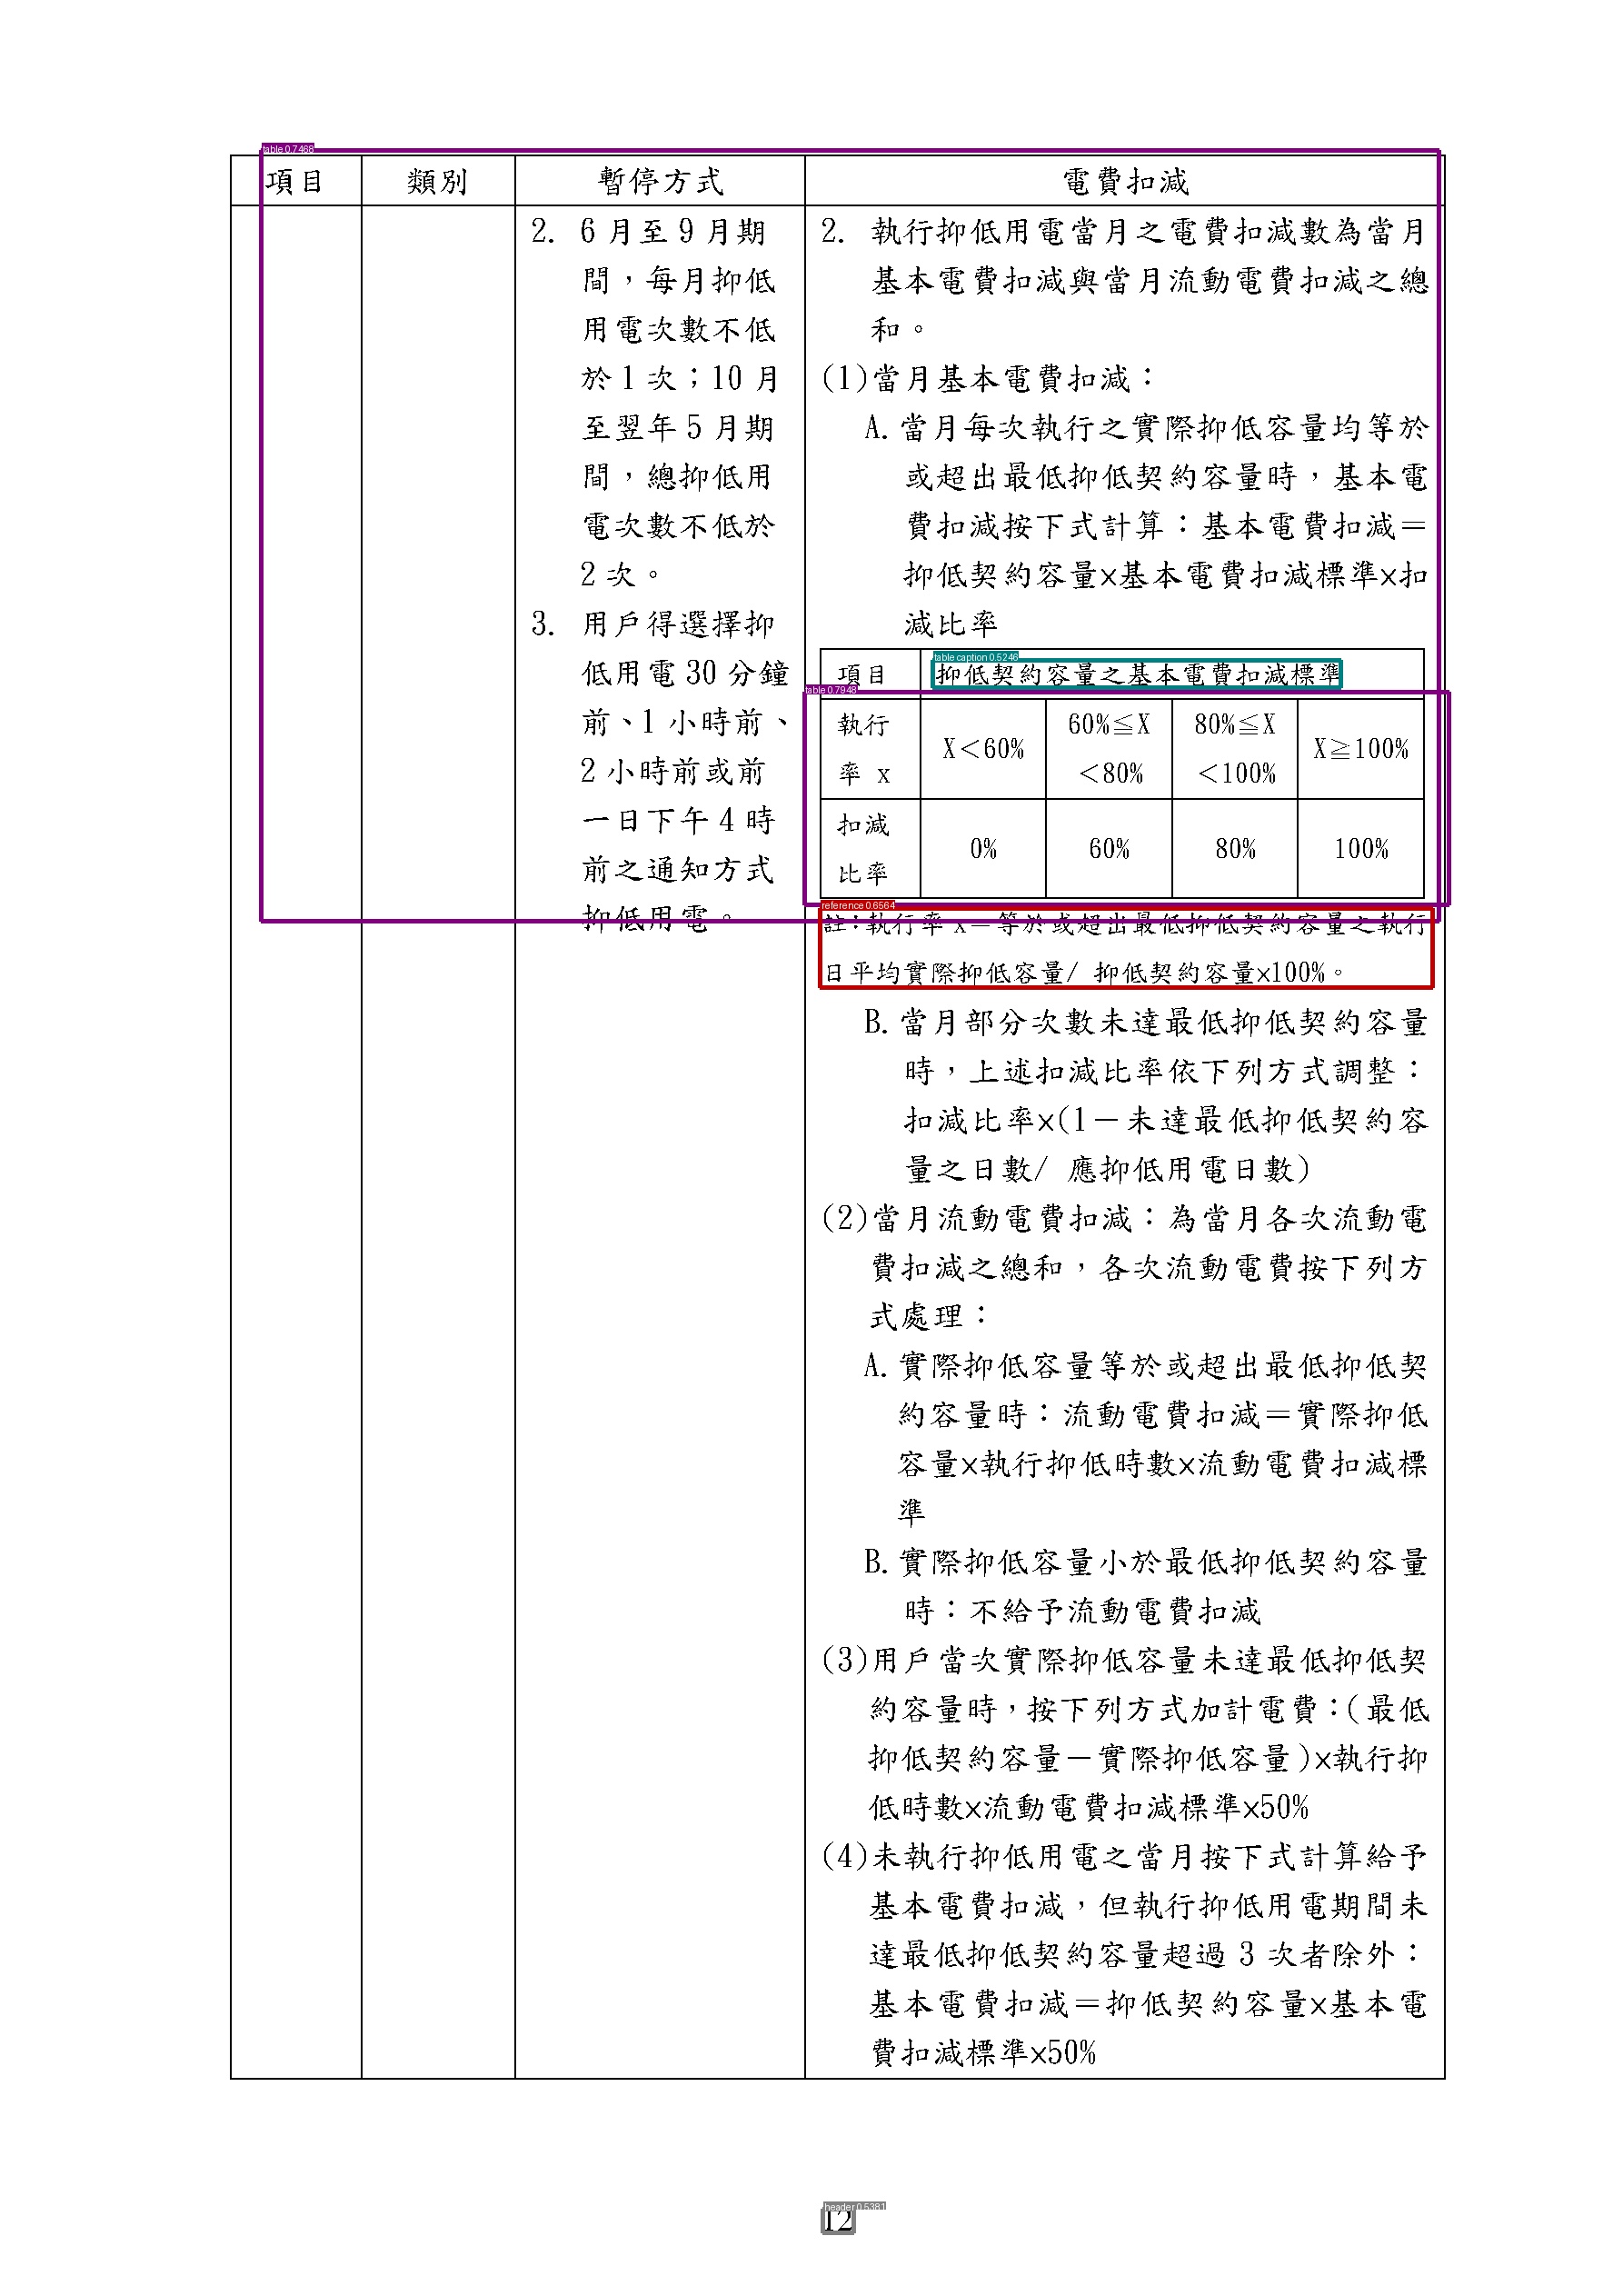 項目 類別 暫停方式 電費扣減
2. 6 月至 9 月期
間，每月抑低
用電次數不低
於 1 次；10 月
至翌年 5 月期
間，總抑低用
電次數不低於
2 次。
3. 用戶得選擇抑
低用電 30 分鐘
前、1 小時前、
2 小時前或前
一日下午 4 時
前之通知方式
抑低用電。
2. 執行抑低用電當月之電費扣減數為當月
基本電費扣減與當月流動電費扣減之總
和。
(1)當月基本電費扣減：
A. 當月每次執行之實際抑低容量均等於
或超出最低抑低契約容量時，基本電
費扣減按下式計算：基本電費扣減＝
抑低契約容量×基本電費扣減標準×扣
減比率
項目 抑低契約容量之基本電費扣減標準
執行
率 x
X＜60%
60%≦X
＜80%
80%≦X
＜100%
X≧100%
扣減
比率
0% 60% 80% 100%
註：執行率 x＝等於或超出最低抑低契約容量之執行
日平均實際抑低容量/ 抑低契約容量×100%。
B. 當月部分次數未達最低抑低契約容量
時，上述扣減比率依下列方式調整：
扣減比率×(1－未達最低抑低契約容
量之日數/ 應抑低用電日數)
(2)當月流動電費扣減：為當月各次流動電
費扣減之總和，各次流動電費按下列方
式處理：
A. 實際抑低容量等於或超出最低抑低契
約容量時：流動電費扣減＝實際抑低
容量×執行抑低時數×流動電費扣減標
準
B. 實際抑低容量小於最低抑低契約容量
時：不給予流動電費扣減
(3)用戶當次實際抑低容量未達最低抑低契
約容量時，按下列方式加計電費：(最低
抑低契約容量－實際抑低容量)×執行抑
低時數×流動電費扣減標準×50%
(4)未執行抑低用電之當月按下式計算給予
基本電費扣減，但執行抑低用電期間未
達最低抑低契約容量超過 3 次者除外：
基本電費扣減＝抑低契約容量×基本電
費扣減標準×50%
12
table 0.7468
table caption 0.5246
table 0.7948
reference 0.6564
header 0.5381